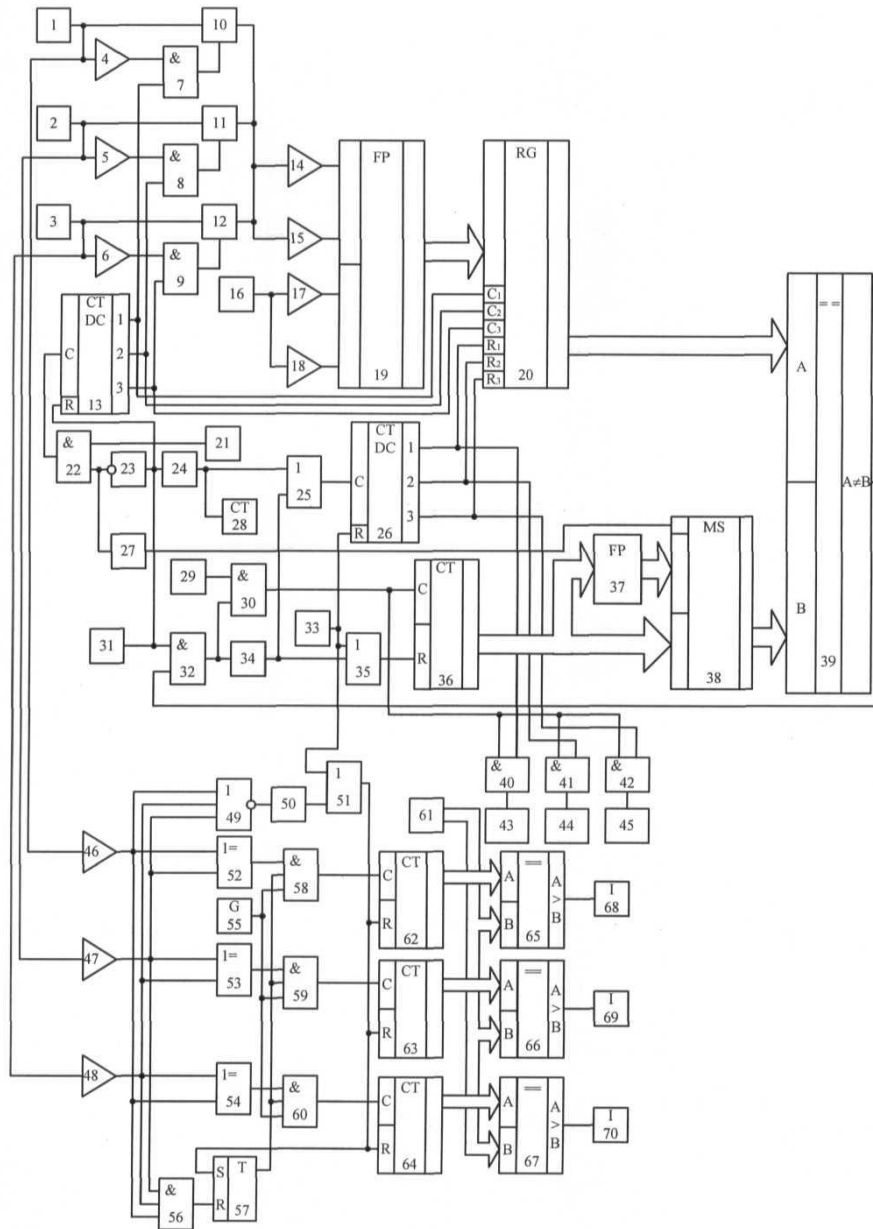 1
10
4
&
7
2
11
5
&
8
3
12
6
&
9
14
FP
RG
15
16
17
18
19
C1
C2
C3
R1
R2
R3
20
CT
DC
1
2
3
C
R
13
= =
A
A≠B
B
39
&
22
21
23
24
CT
28
1
25
CT
DC
1
2
3
C
R
26
27
MS
FP
37
38
29
&
30
CT
C
R
36
31
&
32
33
34
1
35
&
40
&
41
&
42
43
44
45
1
49
50
1
51
61
46
1=
52
&
58
C
CT
R
62
A
==
B
65
A
>
B
I
68
G
55
47
1=
53
&
59
C
CT
R
63
A
==
B
66
A
>
B
I
69
48
1=
54
&
60
C
CT
R
64
A
==
B
67
A
>
B
I
70
&
56
S
T
R
57